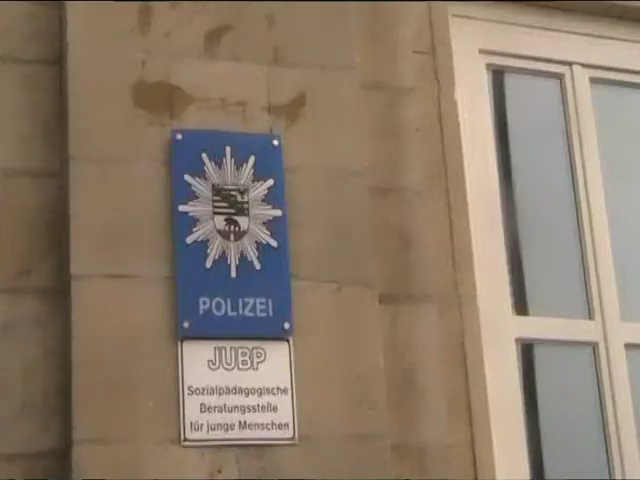 POLIZEI
JUBP
Sozialpädagogische
Beratungsstelle
für junge Menschen